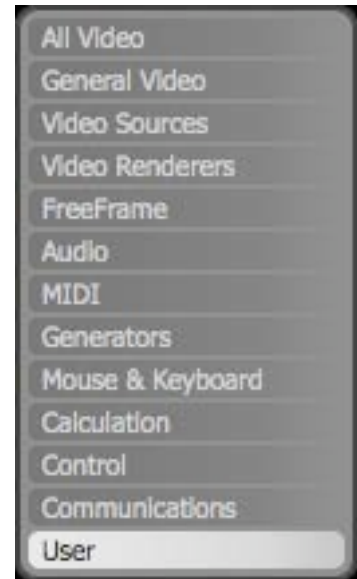 All Video
General Video
Video Sources
Video Renderers
FreeFrame
Audio
MIDI
Generators
Mouse & Keyboard
Calculation
Control
Communications
User